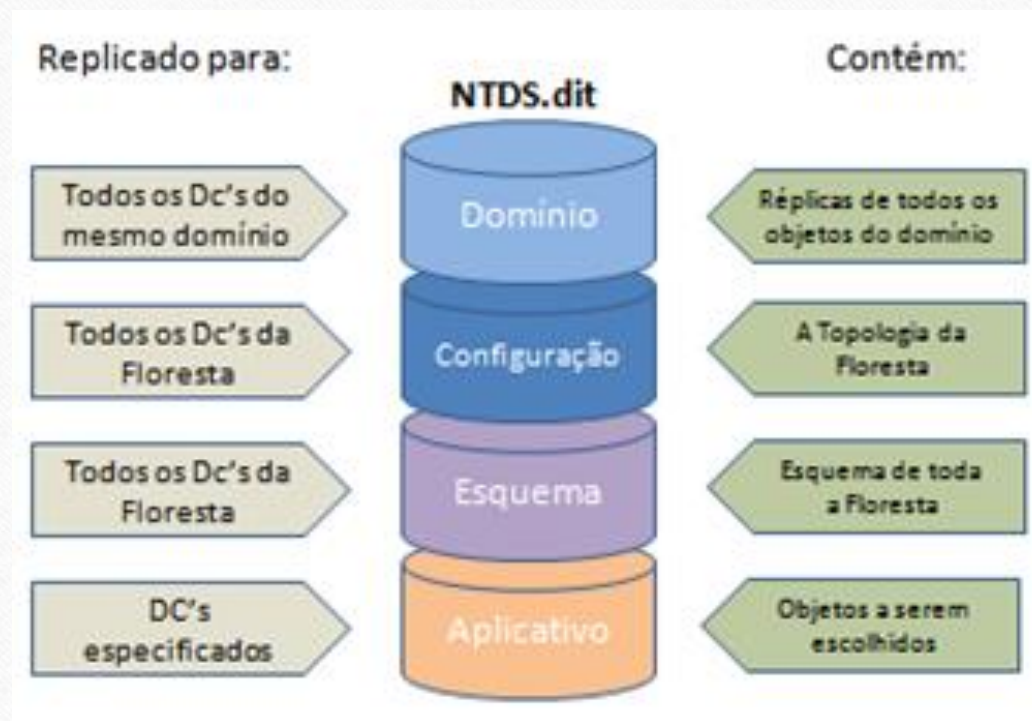 Replicado para:
Contém:
NTDS.dit
Todos os Dc's do
mesmo domínio
Domínio
Réplicas de todos os
objetos do domínio
Todos os Dc's da
Floresta
Configuração
A Topologia da
Floresta
Todos os Dc's da
Floresta
Esquema
Esquema de toda
a Floresta
DC's
especificados
Aplicativo
Objetos a serem
escolhidos